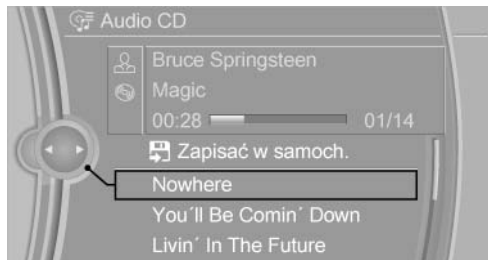 Audio CD
Bruce Springsteen
Magic
00:28 01/14
Zapisać w samoch.
Nowhere
You´ll Be Comin´ Down
Livin´ In The Future